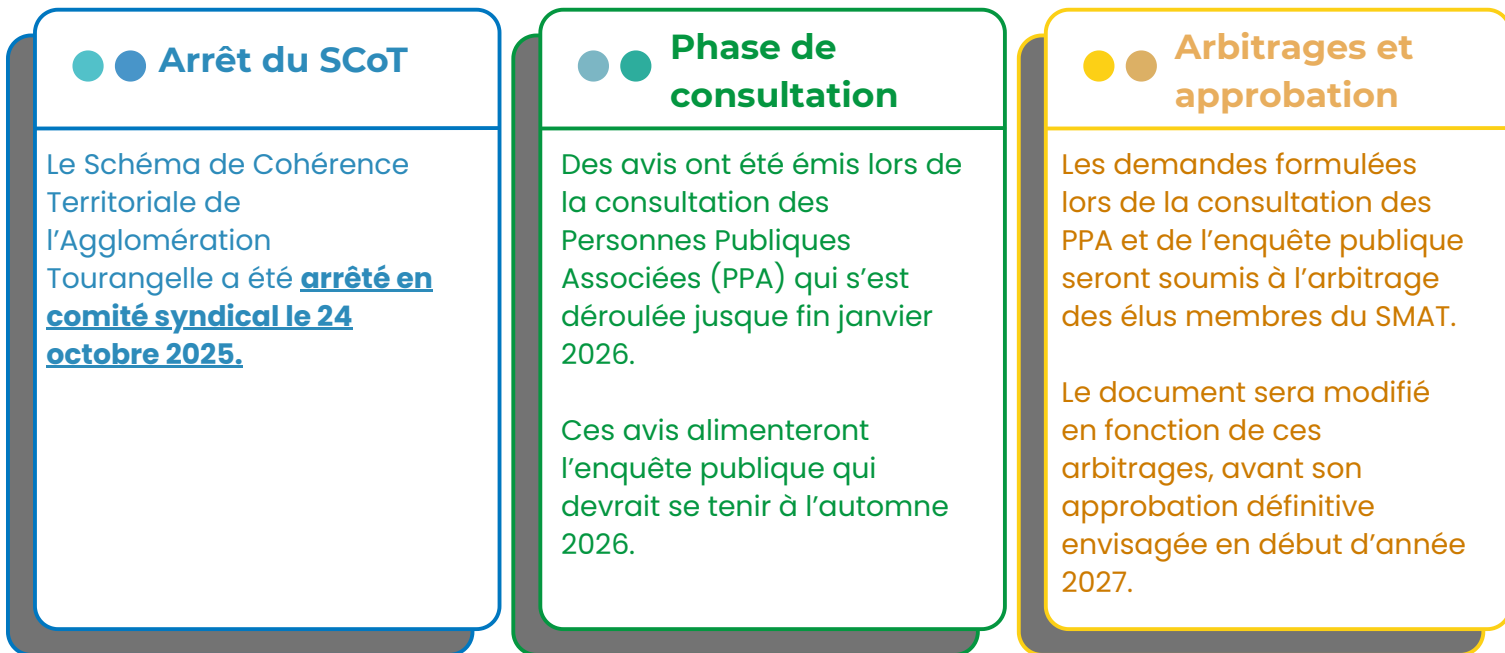 Arrêt du SCoT
Le Schéma de Cohérence
Territoriale de
l’Agglomération
Tourangelle a été arrêté en
comité syndical le 24
octobre 2025.
Phase de
consultation
Des avis ont été émis lors de
la consultation des
Personnes Publiques
Associées (PPA) qui s’est
déroulée jusque fin janvier
2026.
Ces avis alimenteront
l’enquête publique qui
devrait se tenir à l’automne
2026.
Arbitrages et
approbation
Les demandes formulées
lors de la consultation des
PPA et de l’enquête publique
seront soumis à l’arbitrage
des élus membres du SMAT.
Le document sera modifié
en fonction de ces
arbitrages, avant son
approbation définitive
envisagée en début d’année
2027.